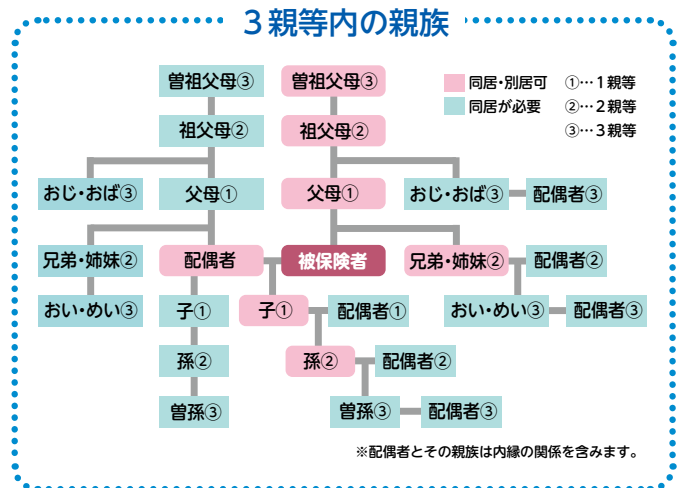 ３親等内の親族
曽祖父母③ 曽祖父母③ 同居・別居可 ①…１親等
同居が必要 ②…２親等
祖父母② 祖父母② ③…３親等
おじ・おば③ 父母① 父母① おじ・おば③ 配偶者③
兄弟・姉妹② 配偶者 被保険者 兄弟・姉妹② 配偶者②
おい・めい③ 子① 子① 配偶者① おい・めい③ 配偶者③
孫② 孫② 配偶者②
曽孫③ 曽孫③ 配偶者③
※配偶者とその親族は内縁の関係を含みます。